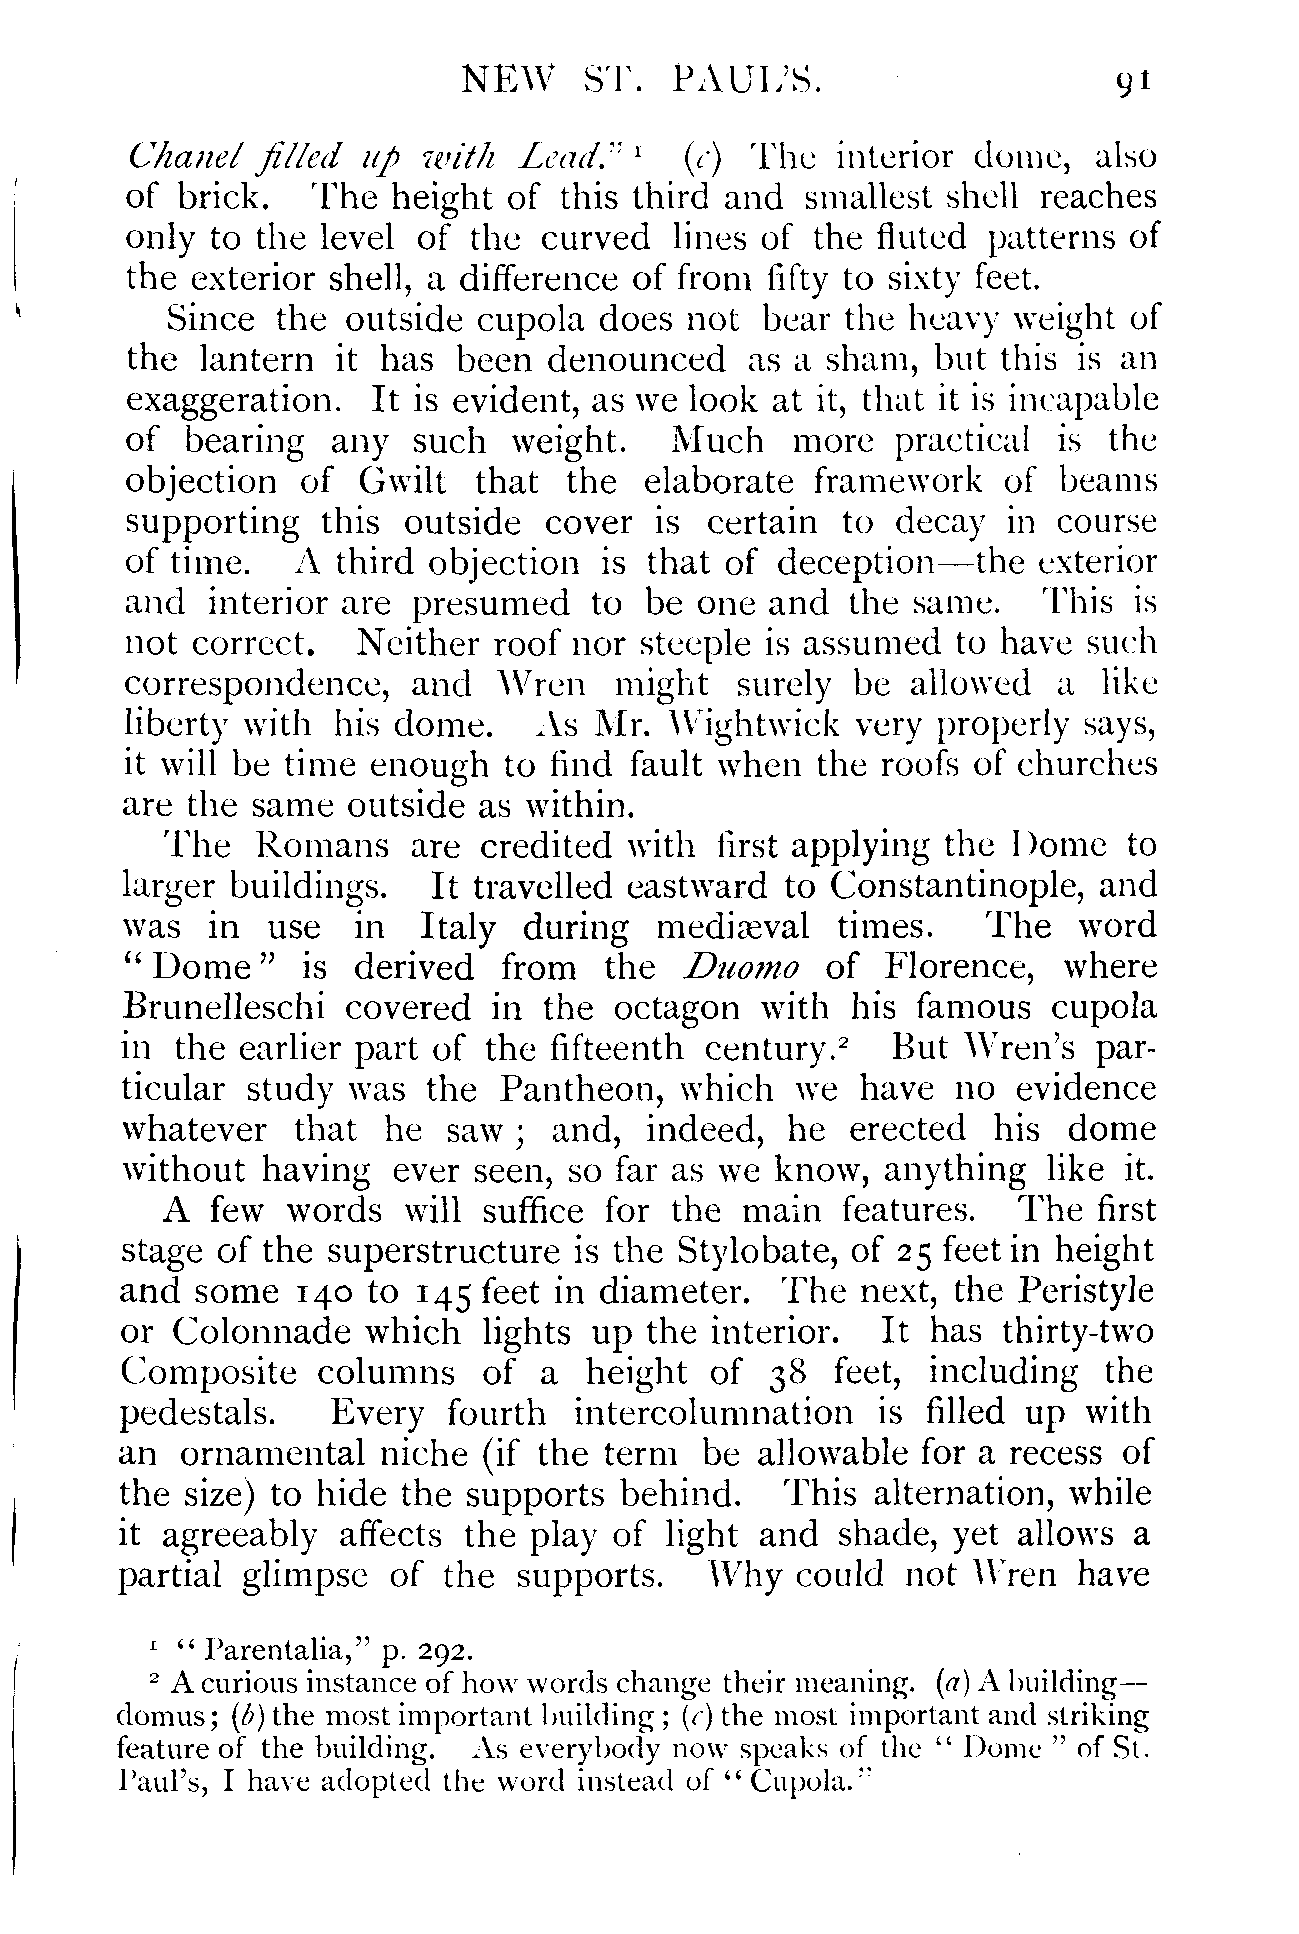 NEW ST. PAUL'S. 91
Chanel filled up with Lead." ¹ (c) The interior dome, also
of brick. The height of this third and smallest shell reaches
only to the level of the curved lines of the fluted patterns of
the exterior shell, a difference of from fifty to sixty feet.
Since the outside cupola does not bear the heavy weight of
the lantern it has been denounced as a sham, but this is an
exaggeration. It is evident, as we look at it, that it is incapable
of bearing any such weight. Much more practical is the
objection of Gwilt that the elaborate framework of beams
supporting this outside cover is certain to decay in course
of time. A third objection is that of deception—the exterior
and interior are presumed to be one and the same. This is
not correct. Neither roof nor steeple is assumed to have such
correspondence, and Wren might surely be allowed a like
liberty with his dome. As Mr. Wightwick very properly says,
it will be time enough to find fault when the roofs of churches
are the same outside as within.
The Romans are credited with first applying the Dome to
larger buildings. It travelled eastward to Constantinople, and
was in use in Italy during mediæval times. The word
"Dome" is derived from the Duomo of Florence, where
Brunelleschi covered in the octagon with his famous cupola
in the earlier part of the fifteenth century.² But Wren's par-
ticular study was the Pantheon, which we have no evidence
whatever that he saw; and, indeed, he erected his dome
without having ever seen, so far as we know, anything like it.
A few words will suffice for the main features. The first
stage of the superstructure is the Stylobate, of 25 feet in height
and some 140 to 145 feet in diameter. The next, the Peristyle
or Colonnade which lights up the interior. It has thirty-two
Composite columns of a height of 38 feet, including the
pedestals. Every fourth intercolumnation is filled up with
an ornamental niche (if the term be allowable for a recess of
the size) to hide the supports behind. This alternation, while
it agreeably affects the play of light and shade, yet allows a
partial glimpse of the supports. Why could not Wren have
¹ "Parentalia," p. 292.
² A curious instance of how words change their meaning. (a) A building—
domus; (b) the most important building; (c) the most important and striking
feature of the building. As everybody now speaks of the "Dome" of St.
Paul's, I have adopted the word instead of "Cupola."